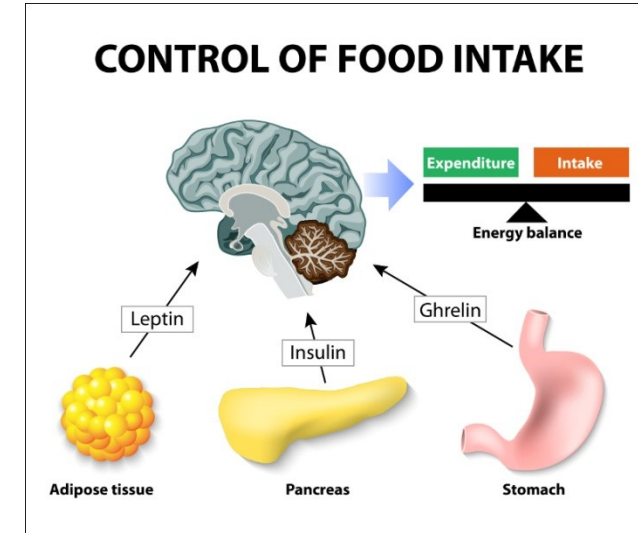 CONTROL OF FOOD INTAKE
Expenditure
Intake
Energy balance
Leptin
Insulin
Ghrelin
Adipose tissue
Pancreas
Stomach